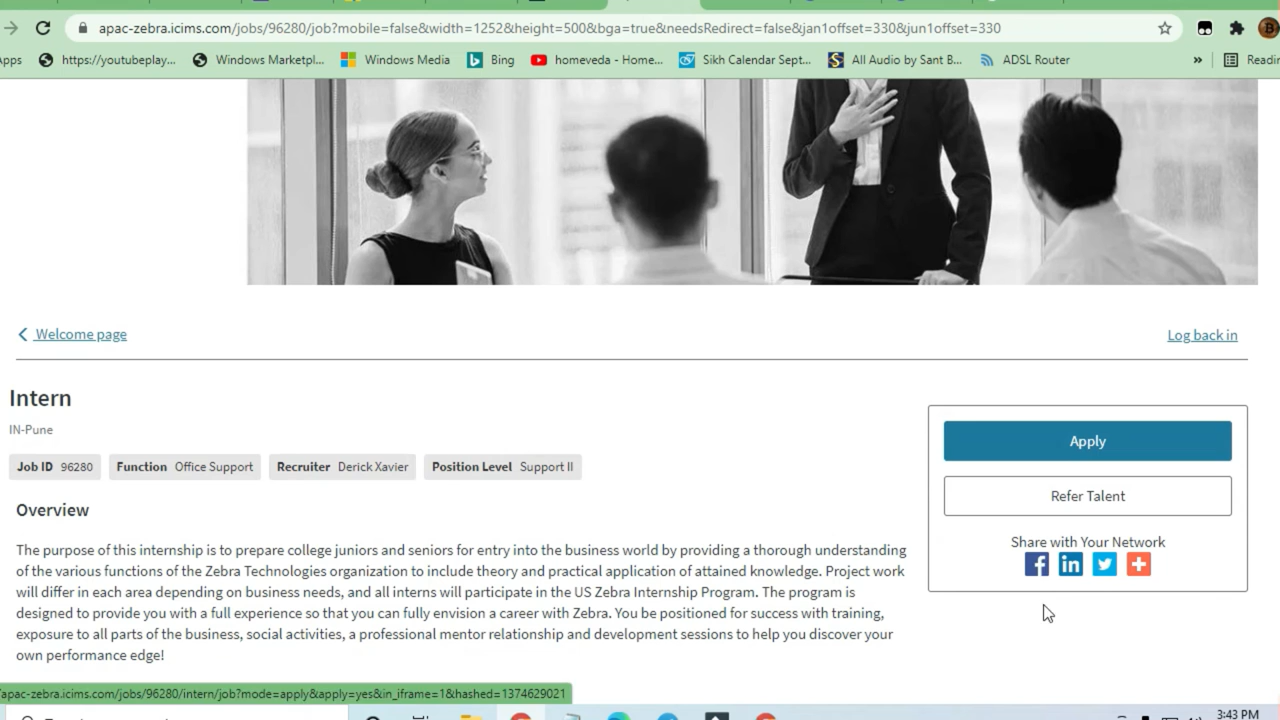 apac-zebra.icims.com/jobs/96280/job?mobile=false&width=1252&height=500&bga=true&needsRedirect=false&jan1offset=330&jun1offset=330
https://youtubeplay... Windows Marketpl... Windows Media Bing homeveda - Home... Sikh Calendar Sept... All Audio by Sant B... ADSL Router »
Welcome page
Log back in
Intern
IN-Pune
Job ID 96280 Function Office Support Recruiter Derick Xavier Position Level Support II
Apply
Refer Talent
Share with Your Network
Overview
The purpose of this internship is to prepare college juniors and seniors for entry into the business world by providing a thorough understanding
of the various functions of the Zebra Technologies organization to include theory and practical application of attained knowledge. Project work
will differ in each area depending on business needs, and all interns will participate in the US Zebra Internship Program. The program is
designed to provide you with a full experience so that you can fully envision a career with Zebra. You be positioned for success with training,
exposure to all parts of the business, social activities, a professional mentor relationship and development sessions to help you discover your
own performance edge!
apac-zebra.icims.com/jobs/96280/intern/job?mode=apply&apply=yes&in_iframe=1&hashed=1374629021
3:43 PM